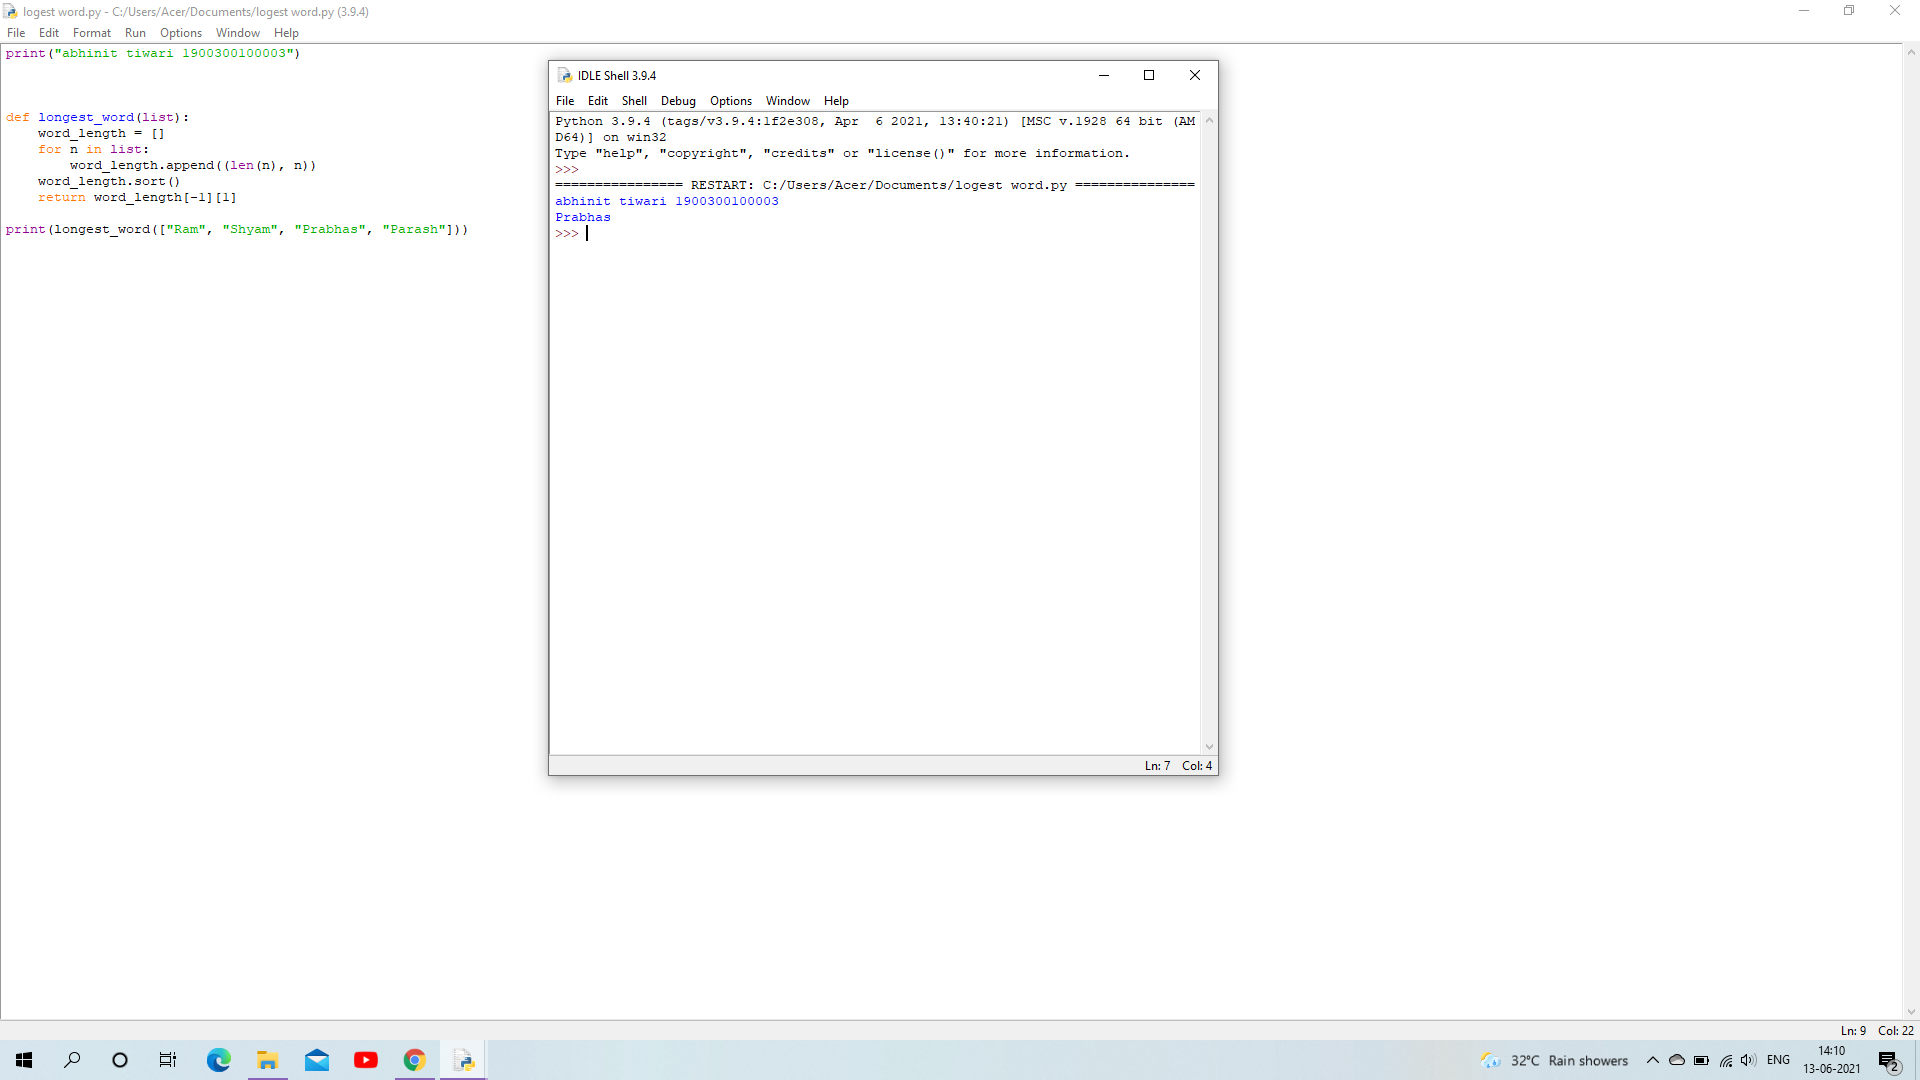 logest word.py - C:/Users/Acer/Documents/logest word.py (3.9.4)
File Edit Format Run Options Window Help
print("abhinit tiwari 1900300100003")
def longest_word(list):
    word_length = []
    for n in list:
        word_length.append((len(n), n))
    word_length.sort()
    return word_length[-1][1]
print(longest_word(["Ram", "Shyam", "Prabhas", "Parash"]))
IDLE Shell 3.9.4
File Edit Shell Debug Options Window Help
Python 3.9.4 (tags/v3.9.4:1f2e308, Apr  6 2021, 13:40:21) [MSC v.1928 64 bit (AM
D64)] on win32
Type "help", "copyright", "credits" or "license()" for more information.
>>>
================ RESTART: C:/Users/Acer/Documents/logest word.py ===============
abhinit tiwari 1900300100003
Prabhas
>>>
Ln: 7 Col: 4
Ln: 9 Col: 22
32°C Rain showers ENG
14:10
13-06-2021
2